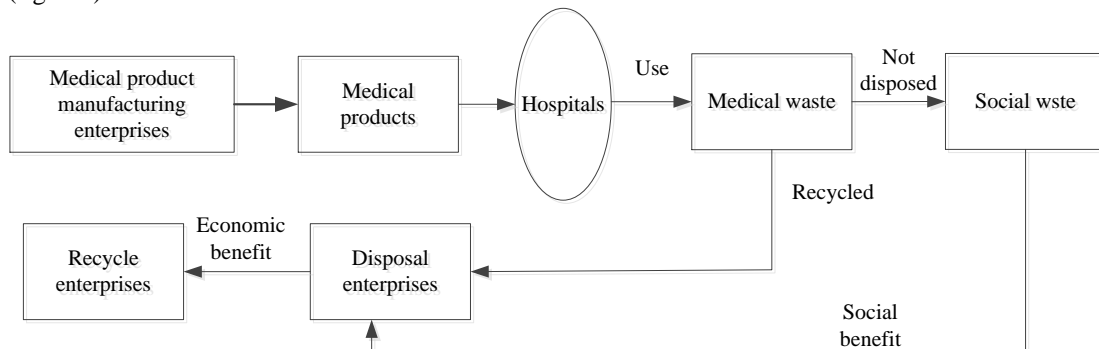 Medical product
manufacturing
enterprises
Medical
products
Hospitals
Use
Medical waste
Not
disposed
Social wste
Recycled
Economic
benefit
Recycle
enterprises
Disposal
enterprises
Social
benefit